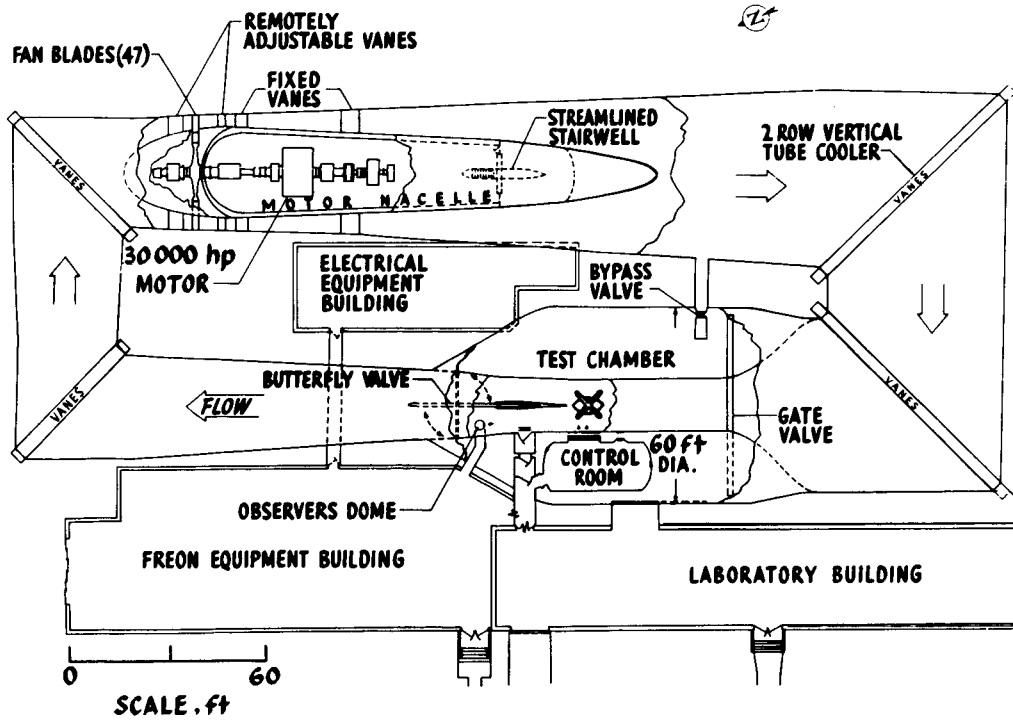 Z
REMOTELY
ADJUSTABLE VANES
FAN BLADES(47)
FIXED
VANES
STREAMLINED
STAIRWELL
2 ROW VERTICAL
TUBE COOLER
VANES
VANES
MOTOR NACELLE
30000 hp
MOTOR
ELECTRICAL
EQUIPMENT
BUILDING
BYPASS
VALVE
TEST CHAMBER
BUTTERFLY VALVE
FLOW
VANES
VANES
GATE
VALVE
60 ft
DIA.
CONTROL
ROOM
OBSERVERS DOME
FREON EQUIPMENT BUILDING
LABORATORY BUILDING
0 60
SCALE, ft